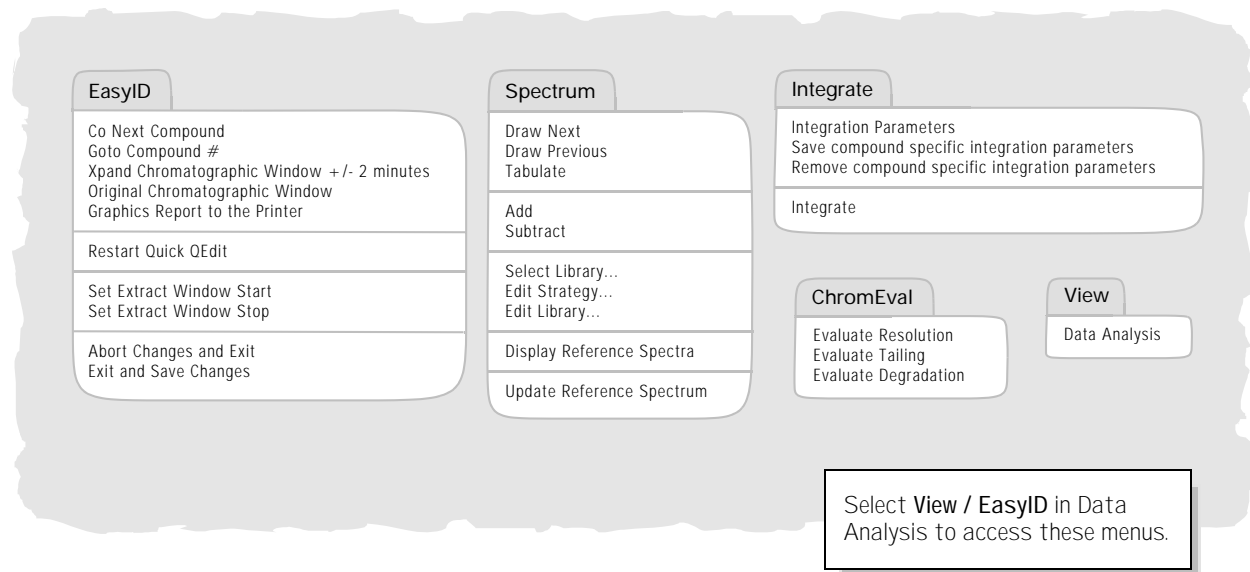 EasyID
Co Next Compound
Goto Compound #
Xpand Chromatographic Window +/- 2 minutes
Original Chromatographic Window
Graphics Report to the Printer
Restart Quick QEdit
Set Extract Window Start
Set Extract Window Stop
Abort Changes and Exit
Exit and Save Changes
Spectrum
Draw Next
Draw Previous
Tabulate
Add
Subtract
Select Library...
Edit Strategy...
Edit Library...
Display Reference Spectra
Update Reference Spectrum
Integrate
Integration Parameters
Save compound specific integration parameters
Remove compound specific integration parameters
Integrate
ChromEval
Evaluate Resolution
Evaluate Tailing
Evaluate Degradation
View
Data Analysis
Select View / EasyID in Data
Analysis to access these menus.